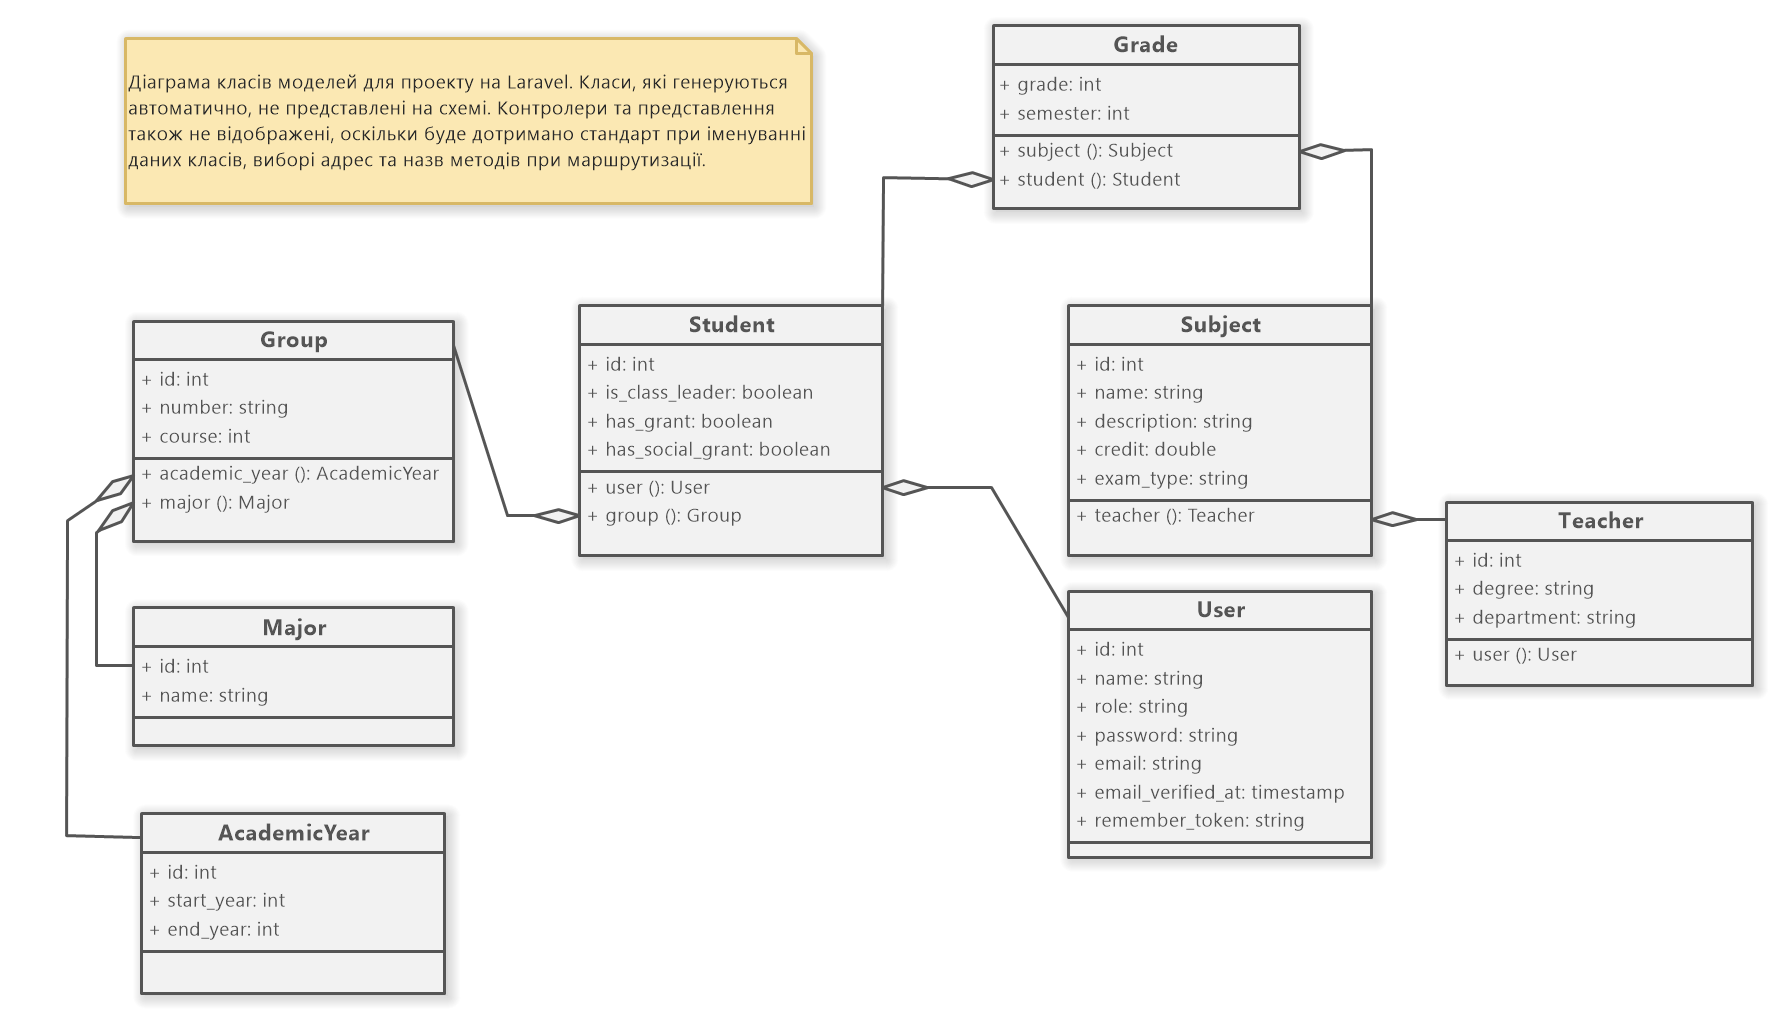 Діаграма класів моделей для проекту на Laravel. Класи, які генеруються
автоматично, не представлені на схемі. Контролери та представлення
також не відображені, оскільки буде дотримано стандарт при іменуванні
даних класів, виборі адрес та назв методів при маршрутизації.
Grade
+ grade: int
+ semester: int
+ subject (): Subject
+ student (): Student
Group
+ id: int
+ number: string
+ course: int
+ academic_year (): AcademicYear
+ major (): Major
Student
+ id: int
+ is_class_leader: boolean
+ has_grant: boolean
+ has_social_grant: boolean
+ user (): User
+ group (): Group
Subject
+ id: int
+ name: string
+ description: string
+ credit: double
+ exam_type: string
+ teacher (): Teacher
Teacher
+ id: int
+ degree: string
+ department: string
+ user (): User
Major
+ id: int
+ name: string
User
+ id: int
+ name: string
+ role: string
+ password: string
+ email: string
+ email_verified_at: timestamp
+ remember_token: string
AcademicYear
+ id: int
+ start_year: int
+ end_year: int